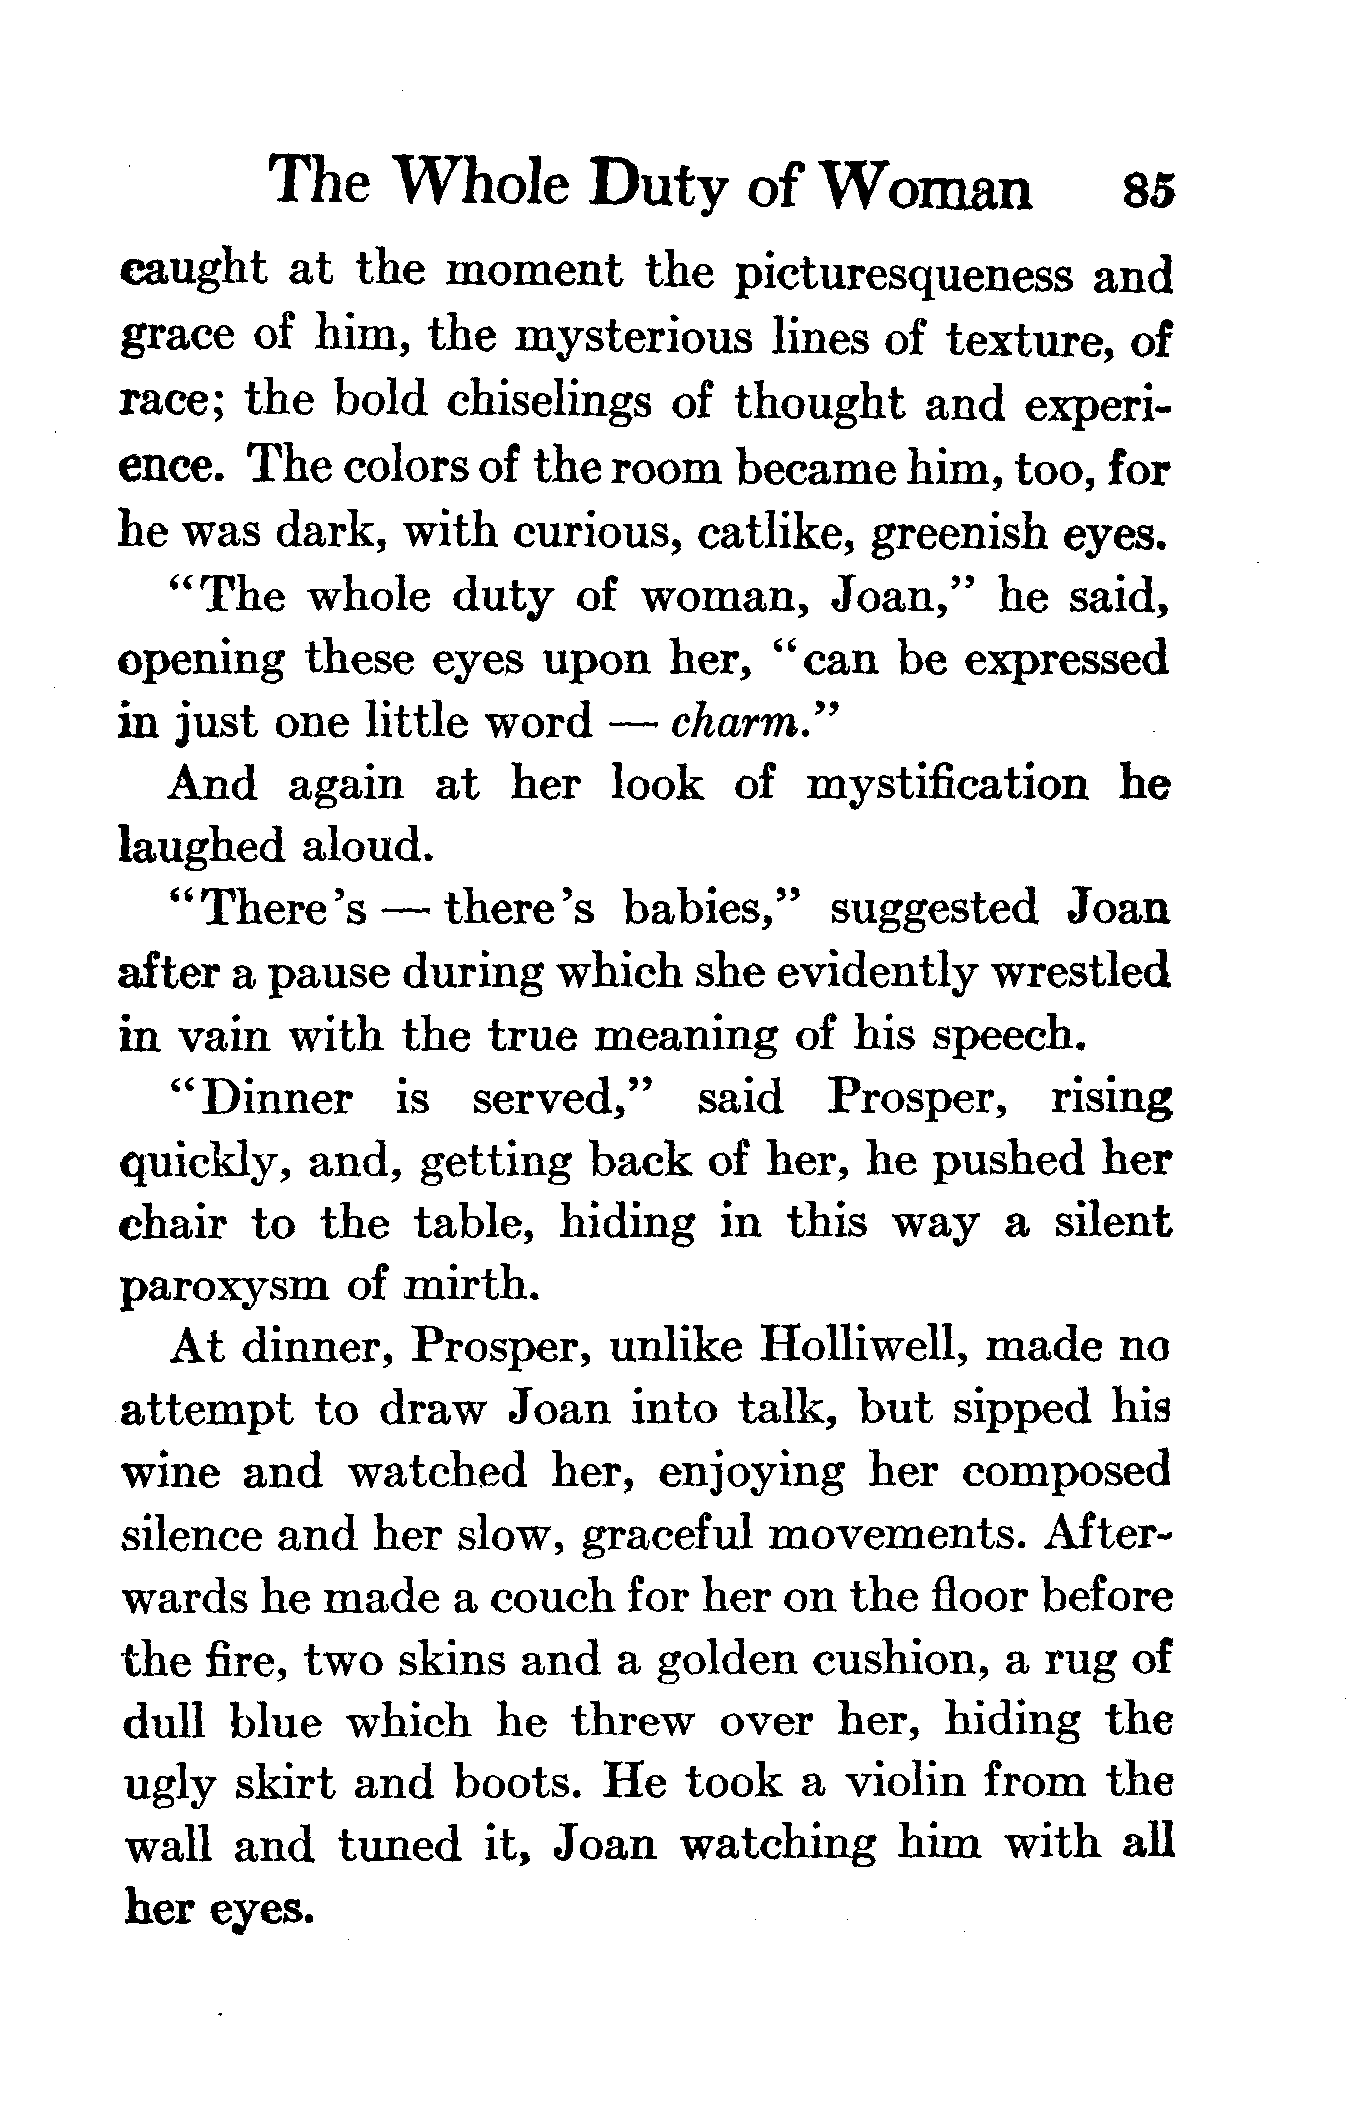 The Whole Duty of Woman 85
caught at the moment the picturesqueness and
grace of him, the mysterious lines of texture, of
race; the bold chiselings of thought and experi-
ence. The colors of the room became him, too, for
he was dark, with curious, catlike, greenish eyes.
"The whole duty of woman, Joan," he said,
opening these eyes upon her, "can be expressed
in just one little word — charm."
And again at her look of mystification he
laughed aloud.
"There's — there's babies," suggested Joan
after a pause during which she evidently wrestled
in vain with the true meaning of his speech.
"Dinner is served," said Prosper, rising
quickly, and, getting back of her, he pushed her
chair to the table, hiding in this way a silent
paroxysm of mirth.
At dinner, Prosper, unlike Holliwell, made no
attempt to draw Joan into talk, but sipped his
wine and watched her, enjoying her composed
silence and her slow, graceful movements. After-
wards he made a couch for her on the floor before
the fire, two skins and a golden cushion, a rug of
dull blue which he threw over her, hiding the
ugly skirt and boots. He took a violin from the
wall and tuned it, Joan watching him with all
her eyes.